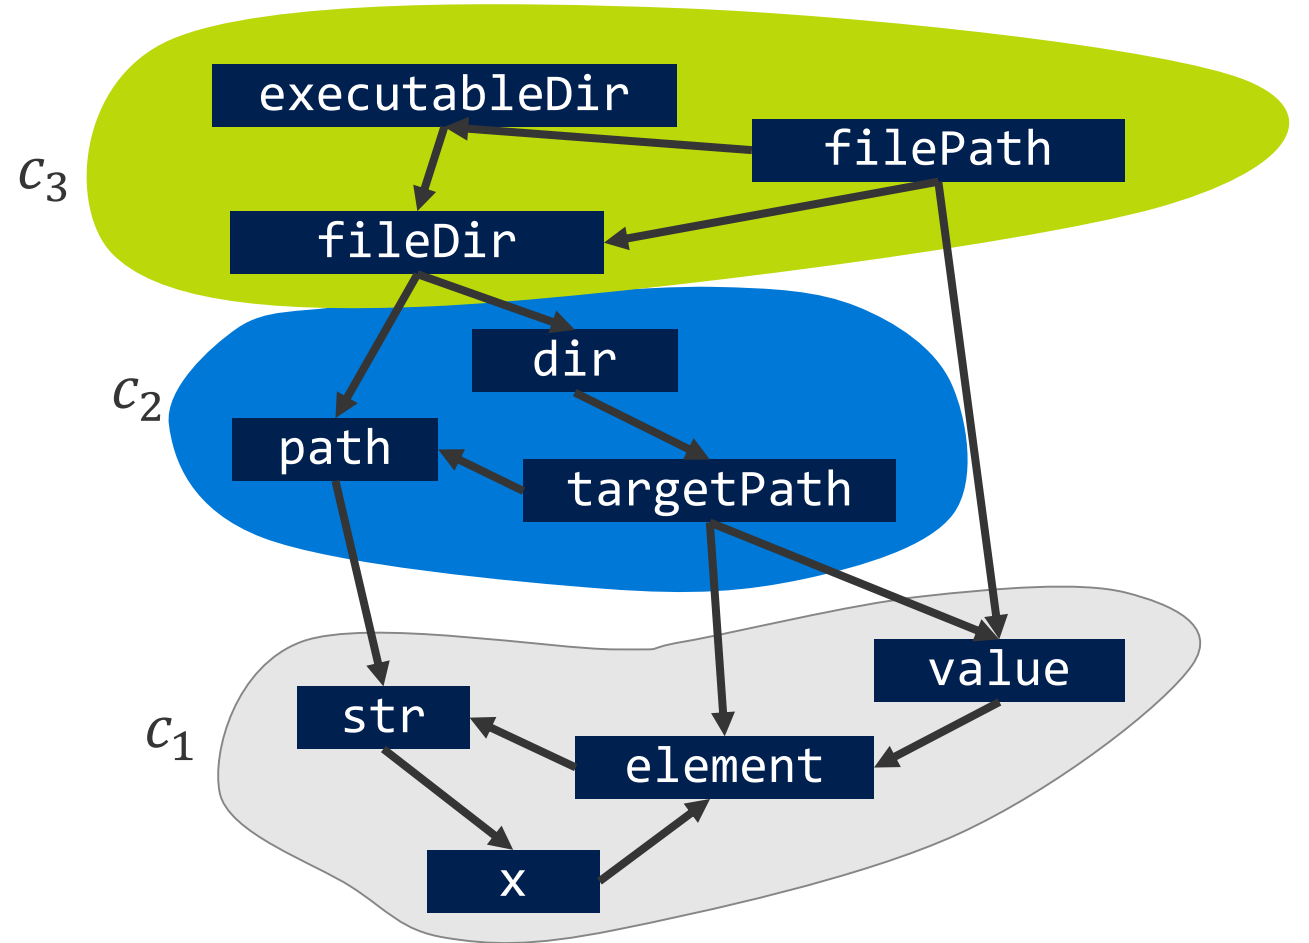 executableDir
filePath
c₃
fileDir
dir
c₂
path
targetPath
value
str
c₁
element
x